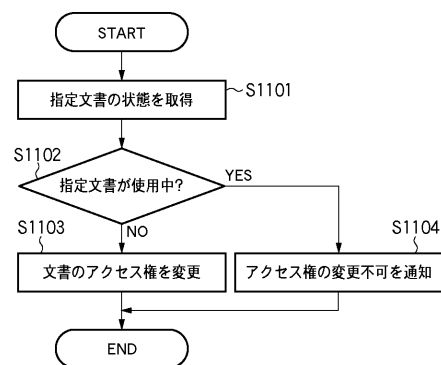 START
指定文書の状態を取得
S1101
S1102
指定文書が使用中?
YES
NO
S1103
文書のアクセス権を変更
S1104
アクセス権の変更不可を通知
END